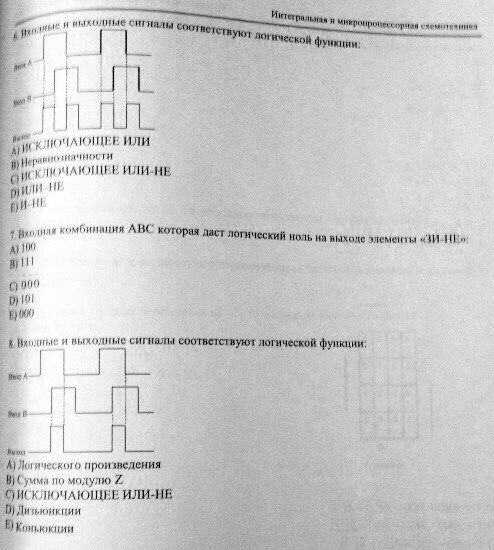 Интегральная и микропроцессорная схемотехника
6. Входные и выходные сигналы соответствуют логической функции:
Вход A
Вход B
Выход
A) ИСКЛЮЧАЮЩЕЕ ИЛИ
B) Неравнозначности
C) ИСКЛЮЧАЮЩЕЕ ИЛИ-НЕ
D) ИЛИ–НЕ
E) И–НЕ
7. Входная комбинация ABC которая даст логический ноль на выходе элементы «3И-НЕ»:
A) 100
B) 111
C) 000
D) 101
E) 000
8. Входные и выходные сигналы соответствуют логической функции:
Вход A
Вход B
Выход
A) Логического произведения
B) Сумма по модулю Z
C) ИСКЛЮЧАЮЩЕЕ ИЛИ-НЕ
D) Дизьюнкции
E) Коньюкции